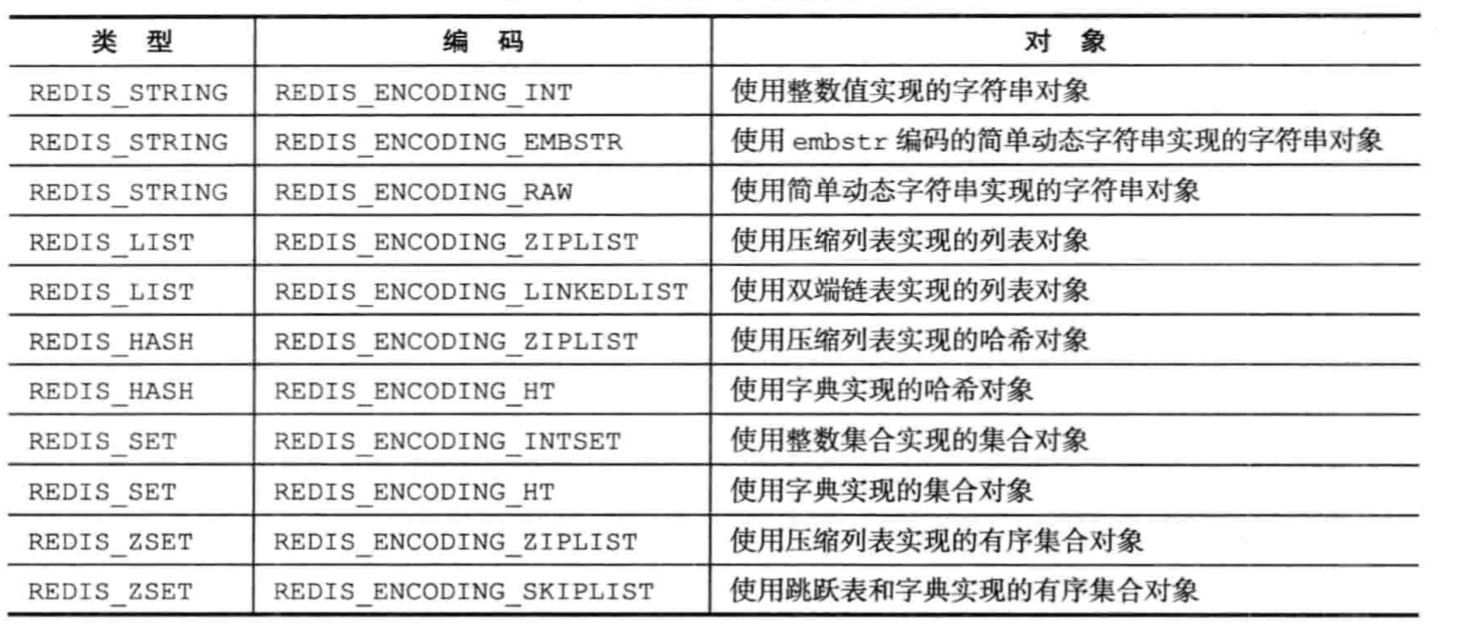 类 型 编 码 对 象
REDIS_STRING REDIS_ENCODING_INT 使用整数值实现的字符串对象
REDIS_STRING REDIS_ENCODING_EMBSTR 使用 embstr 编码的简单动态字符串实现的字符串对象
REDIS_STRING REDIS_ENCODING_RAW 使用简单动态字符串实现的字符串对象
REDIS_LIST REDIS_ENCODING_ZIPLIST 使用压缩列表实现的列表对象
REDIS_LIST REDIS_ENCODING_LINKEDLIST 使用双端链表实现的列表对象
REDIS_HASH REDIS_ENCODING_ZIPLIST 使用压缩列表实现的哈希对象
REDIS_HASH REDIS_ENCODING_HT 使用字典实现的哈希对象
REDIS_SET REDIS_ENCODING_INTSET 使用整数集合实现的集合对象
REDIS_SET REDIS_ENCODING_HT 使用字典实现的集合对象
REDIS_ZSET REDIS_ENCODING_ZIPLIST 使用压缩列表实现的有序集合对象
REDIS_ZSET REDIS_ENCODING_SKIPLIST 使用跳跃表和字典实现的有序集合对象